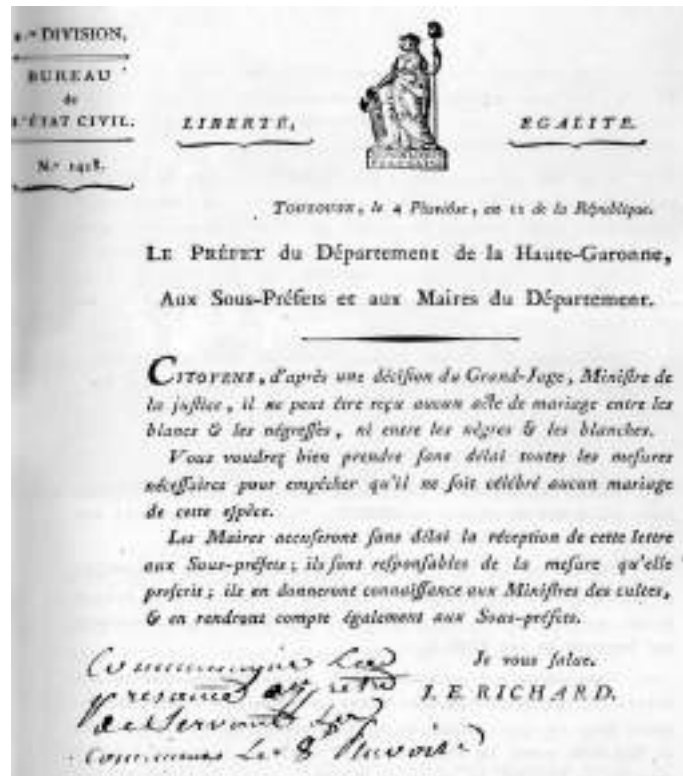 2.e DIVISION.
BUREAU
de
L'ÉTAT CIVIL.
N.o 1418.
LIBERTÉ,
EGALITÉ.
TOULOUSE, le 4 Pluviôse, an 11 de la République.
LE PRÉFET du Département de la Haute-Garonne,
Aux Sous-Préfets et aux Maires du Département.
CITOYENS, d'après une déciſion du Grand-Juge, Miniſtre de
la juſtice, il ne peut être reçu aucun acte de mariage entre les
blancs & les négreſſes, ni entre les nègres & les blanches.
Vous voudrez bien prendre ſans délai toutes les meſures
néceſſaires pour empêcher qu'il ne ſoit célébré aucun mariage
de cette eſpèce.
Les Maires accuſeront ſans délai la réception de cette lettre
aux Sous-préfets; ils ſont reſponſables de la meſure qu'elle
preſcrit; ils en donneront connaiſſance aux Miniſtres des cultes,
& en rendront compte également aux Sous-préfets.
Je vous ſalue.
J. E. RICHARD.
communes Le 8 Pluvoise